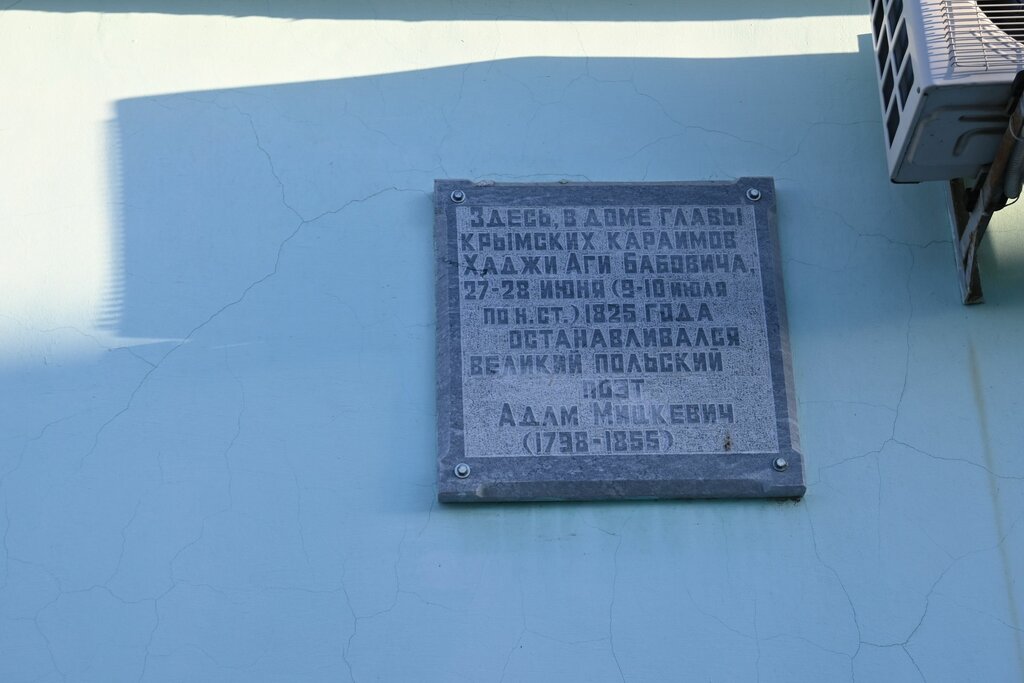 Здесь, в доме главы
крымских караимов
Хаджи Аги Бабовича,
27-28 июня (9-10 июля
по н.ст.) 1825 года
останавливался
великий польский
поэт
Адам Мицкевич
(1798-1855)